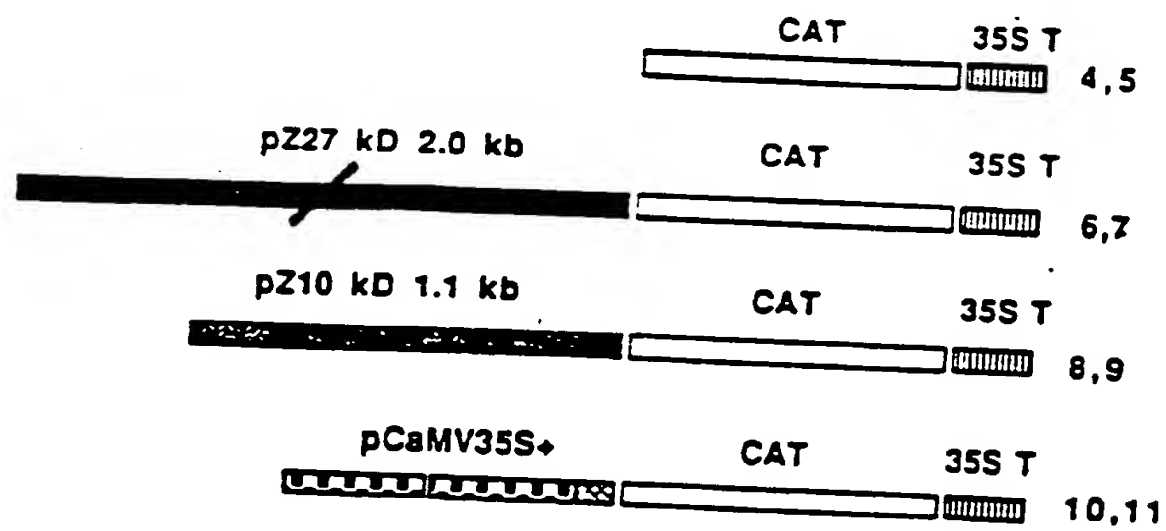 CAT 35S T
4,5
pZ27 kD 2.0 kb CAT 35S T
6,7
pZ10 kD 1.1 kb CAT 35S T
8,9
pCaMV35S+ CAT 35S T
10,11